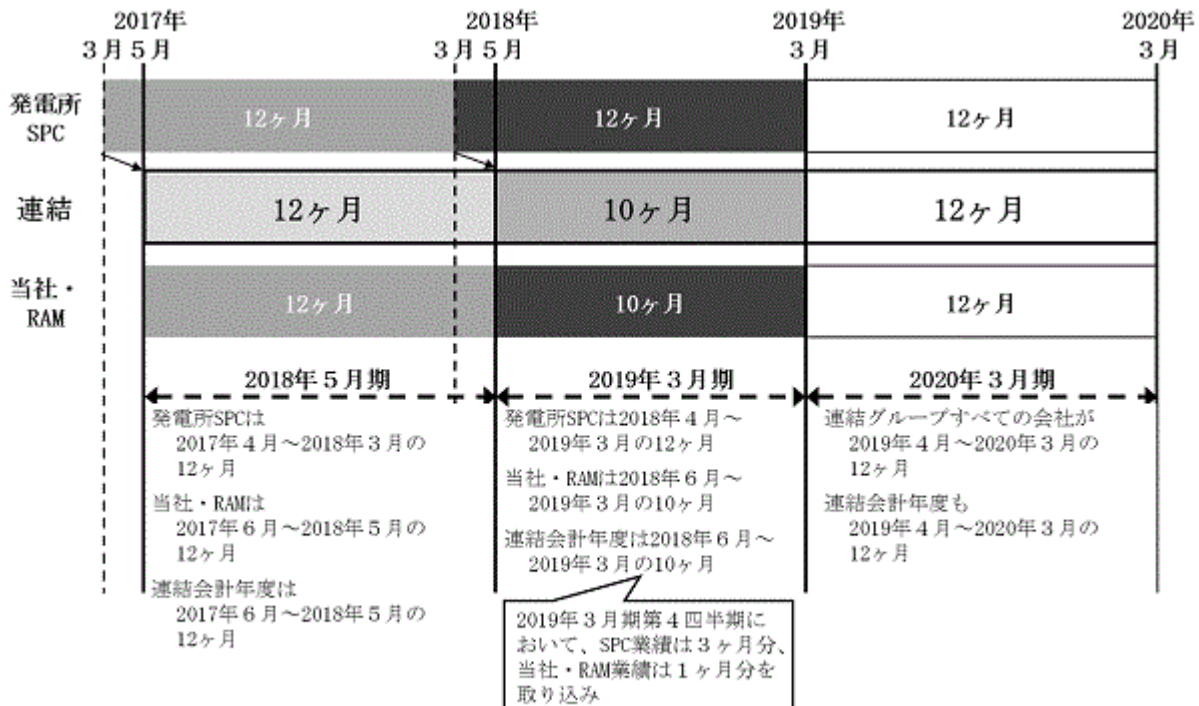 2017年
3月5月
2018年
3月5月
2019年
3月
2020年
3月
発電所
SPC
12ヶ月
12ヶ月
12ヶ月
連結
12ヶ月
10ヶ月
12ヶ月
当社・
RAM
12ヶ月
10ヶ月
12ヶ月
2018年5月期
2019年3月期
2020年3月期
発電所SPCは
2017年4月～2018年3月の
12ヶ月
当社・RAMは
2017年6月～2018年5月の
12ヶ月
連結会計年度は
2017年6月～2018年5月の
12ヶ月
発電所SPCは2018年4月～
2019年3月の12ヶ月
当社・RAMは2018年6月～
2019年3月の10ヶ月
連結会計年度は2018年6月～
2019年3月の10ヶ月
2019年3月期第4四半期に
おいて、SPC業績は3ヶ月分、
当社・RAM業績は1ヶ月分を
取り込み
連結グループすべての会社が
2019年4月～2020年3月の
12ヶ月
連結会計年度も
2019年4月～2020年3月の
12ヶ月